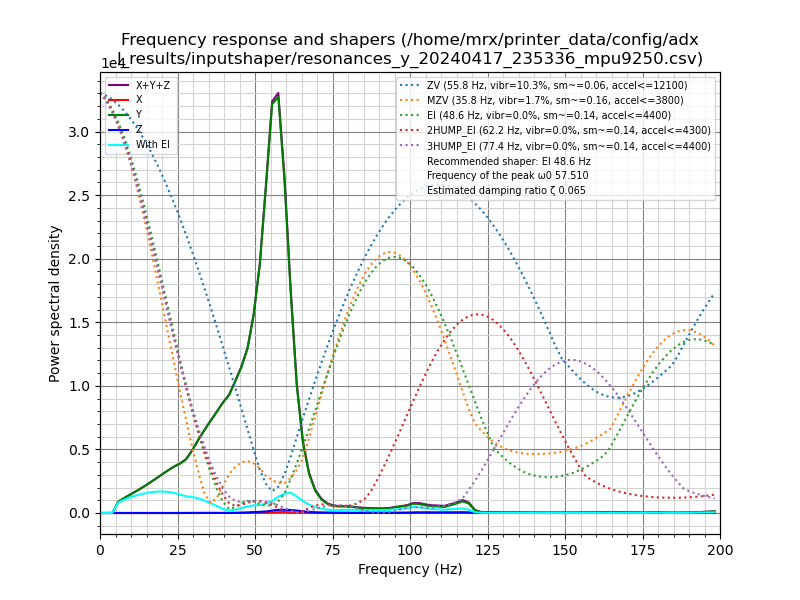 Frequency response and shapers (/home/mrx/printer_data/config/adx
l_results/inputshaper/resonances_y_20240417_235336_mpu9250.csv)
1e4
X+Y+Z
X
Y
Z
With EI
ZV (55.8 Hz, vibr=10.3%, sm~=0.06, accel<=12100)
MZV (35.8 Hz, vibr=1.7%, sm~=0.16, accel<=3800)
EI (48.6 Hz, vibr=0.0%, sm~=0.14, accel<=4400)
2HUMP_EI (62.2 Hz, vibr=0.0%, sm~=0.14, accel<=4300)
3HUMP_EI (77.4 Hz, vibr=0.0%, sm~=0.14, accel<=4400)
Recommended shaper: EI 48.6 Hz
Frequency of the peak ω0 57.510
Estimated damping ratio ζ 0.065
Power spectral density
3.0
2.0
1.5
1.0
0.5
0.0
0
25
50
75
100
125
150
175
200
Frequency (Hz)